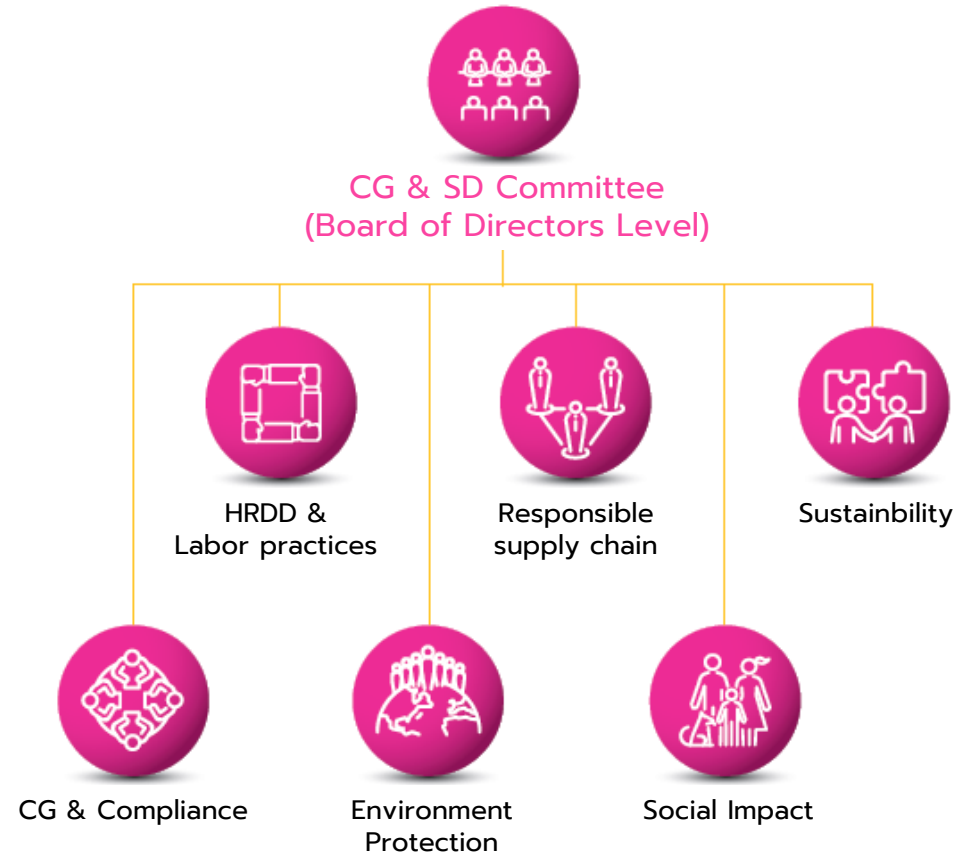 CG & SD Committee
(Board of Directors Level)
HRDD &
Labor practices
Responsible
supply chain
Sustainbility
CG & Compliance
Environment
Protection
Social Impact